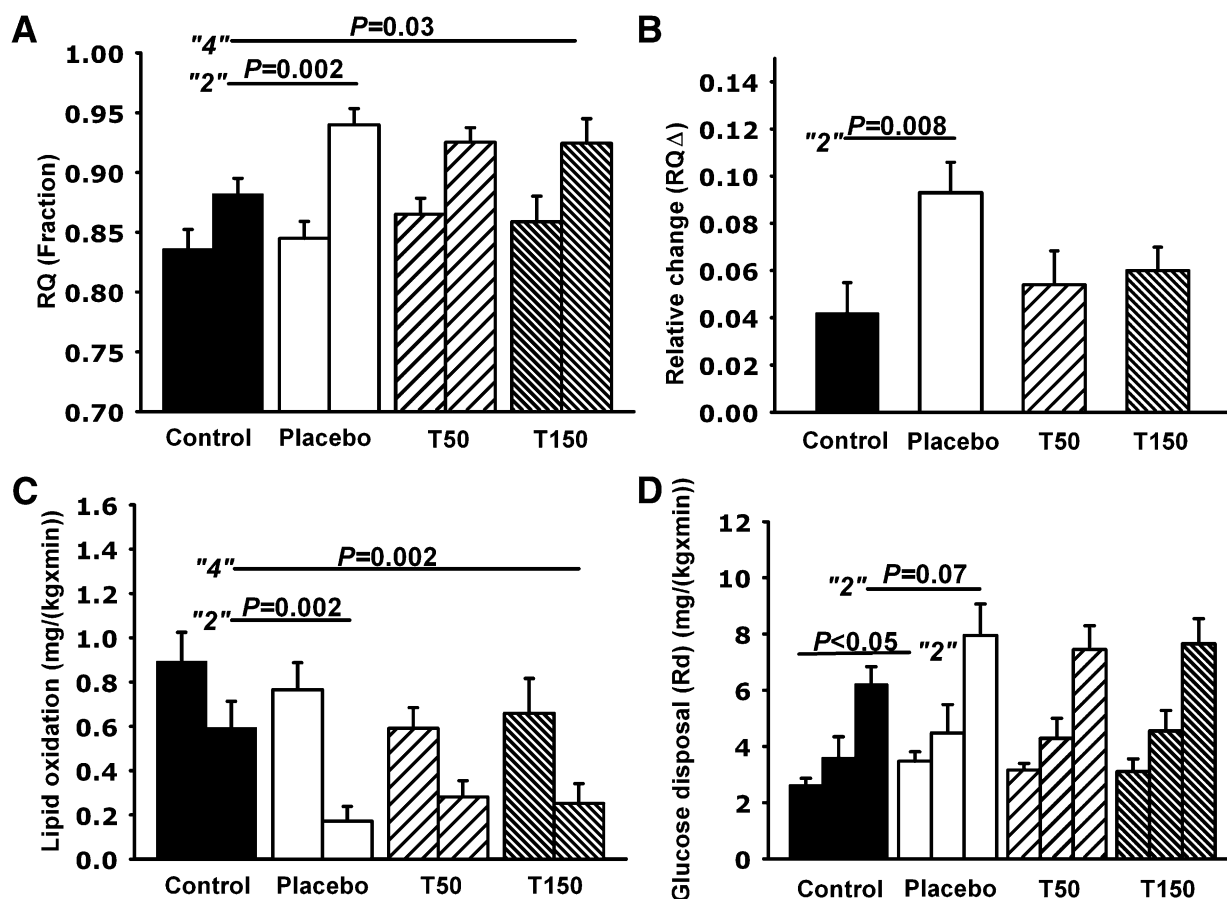 A
"4"
P=0.03
"2"
P=0.002
RQ (Fraction)
1.00
0.95
0.90
0.85
0.80
0.75
0.70
Control Placebo T50 T150
B
"2"
P=0.008
Relative change (RQ Δ)
0.14
0.12
0.10
0.08
0.06
0.04
0.02
0.00
Control Placebo T50 T150
C
"4"
P=0.002
"2"
P=0.002
Lipid oxidation (mg/(kgxmin))
1.6
1.4
1.2
1.0
0.8
0.6
0.4
0.2
0.0
Control Placebo T50 T150
D
"2"
P=0.07
P<0.05 "2"
Glucose disposal (Rd) (mg/(kgxmin))
12
10
8
6
4
2
0
Control Placebo T50 T150